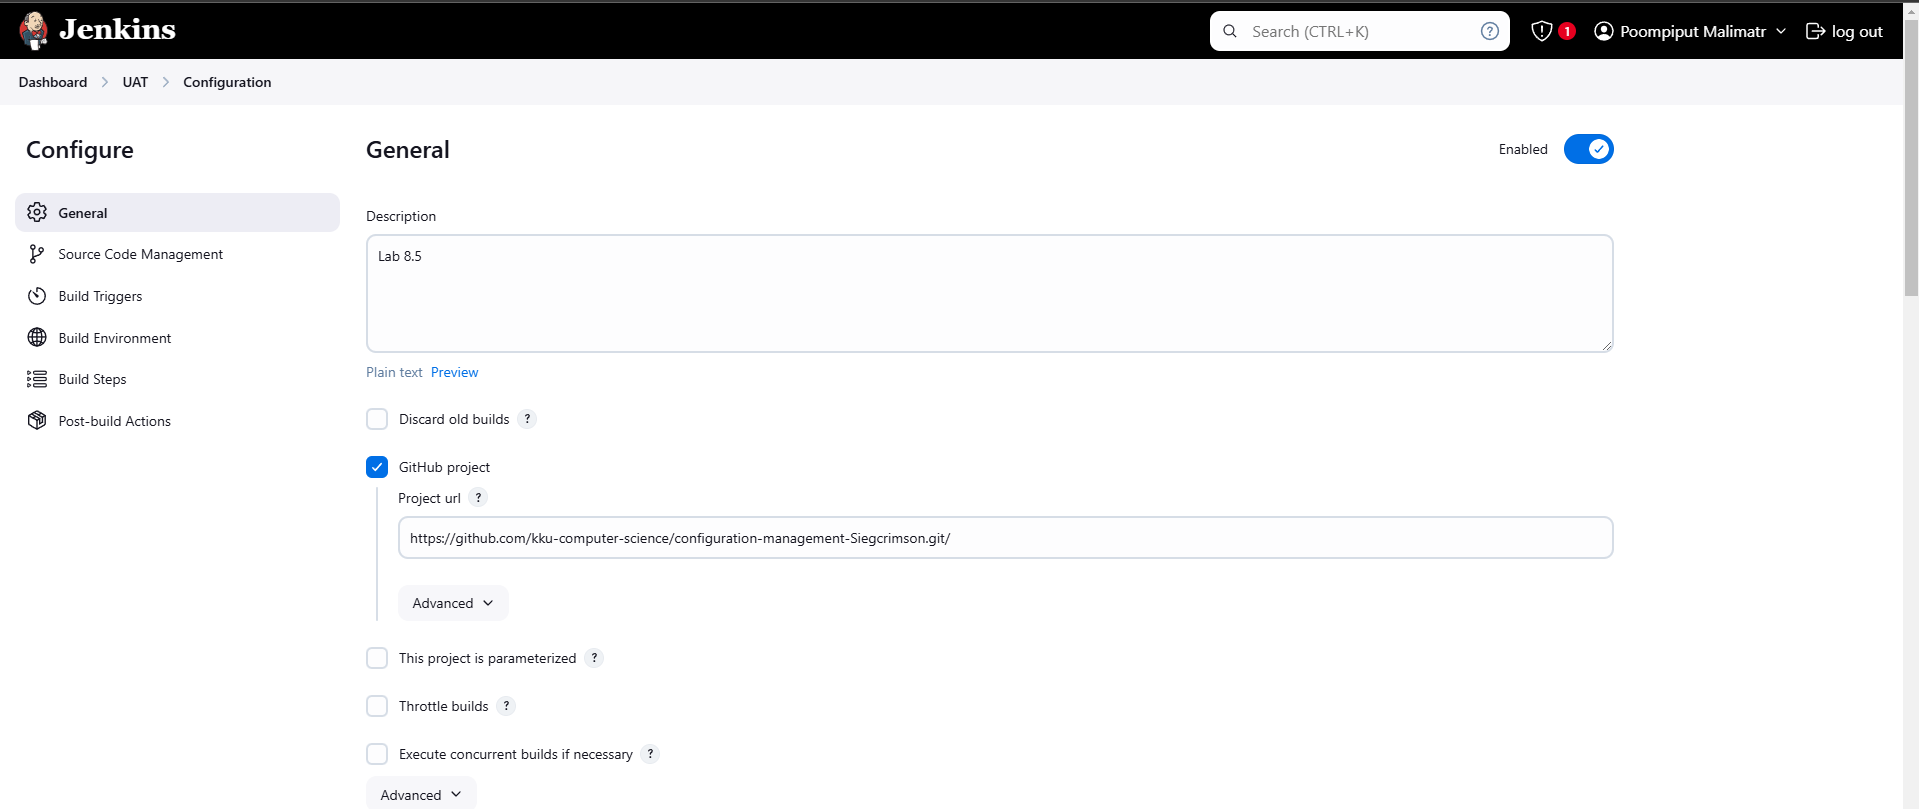 Jenkins
Search (CTRL+K)
?
1
Poompiput Malimatr
log out
Dashboard
UAT
Configuration
Configure
General
Source Code Management
Build Triggers
Build Environment
Build Steps
Post-build Actions
General
Enabled
Description
Lab 8.5
Plain text Preview
Discard old builds ?
GitHub project
Project url ?
https://github.com/kku-computer-science/configuration-management-Siegcrimson.git/
Advanced
This project is parameterized ?
Throttle builds ?
Execute concurrent builds if necessary ?
Advanced